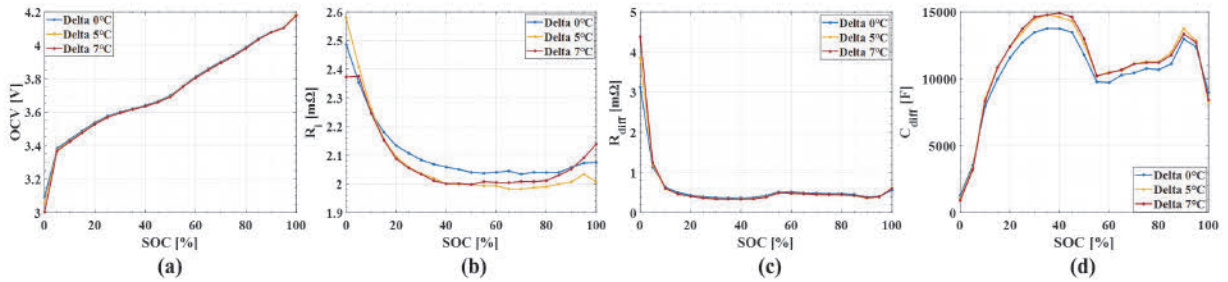 4.2
4
3.8
3.6
3.4
3.2
3
OCV [V]
Delta 0°C
Delta 5°C
Delta 7°C
0 20 40 60 80 100
SOC [%]
(a)
2.6
2.5
2.4
2.3
2.2
2.1
2.0
1.9
R_i [mΩ]
Delta 0°C
Delta 5°C
Delta 7°C
0 20 40 60 80 100
SOC [%]
(b)
5
4
3
2
1
0
R_diff [mΩ]
Delta 0°C
Delta 5°C
Delta 7°C
0 20 40 60 80 100
SOC [%]
(c)
15000
10000
5000
0
C_diff [F]
Delta 0°C
Delta 5°C
Delta 7°C
0 20 40 60 80 100
SOC [%]
(d)